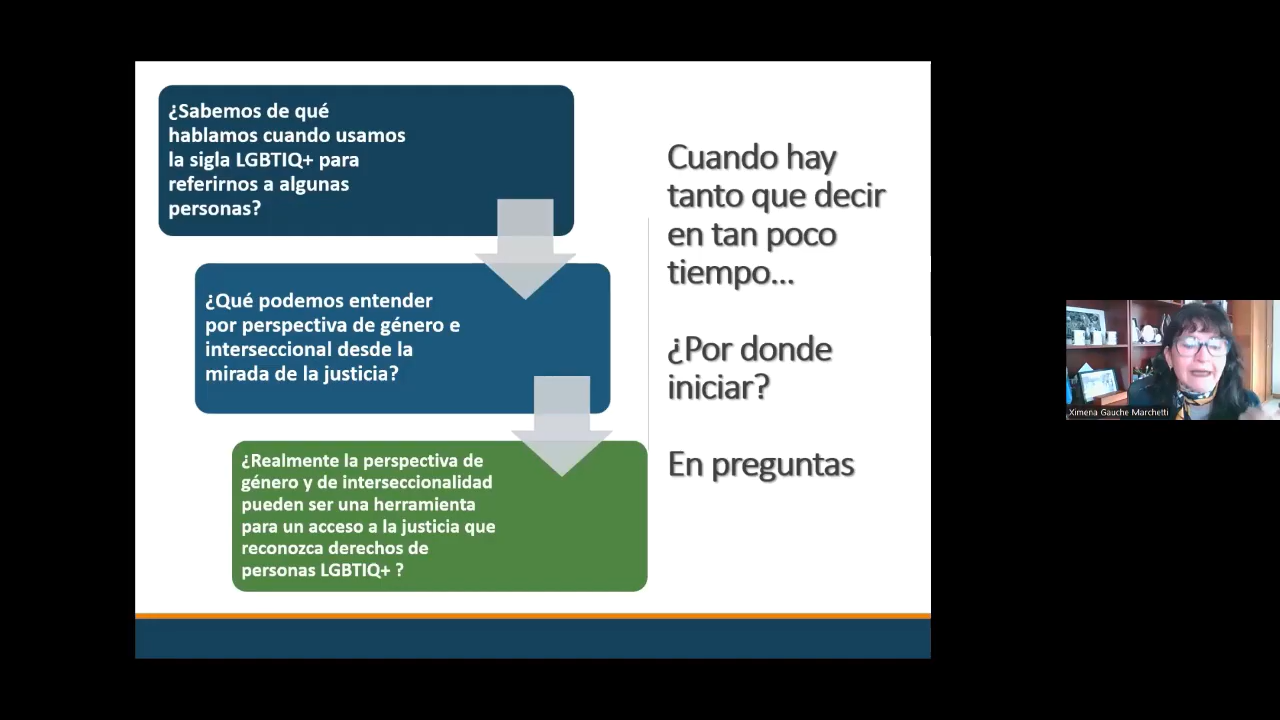 ¿Sabemos de qué
hablamos cuando usamos
la sigla LGBTIQ+ para
referirnos a algunas
personas?
¿Qué podemos entender
por perspectiva de género e
interseccional desde la
mirada de la justicia?
¿Realmente la perspectiva de
género y de interseccionalidad
pueden ser una herramienta
para un acceso a la justicia que
reconozca derechos de
personas LGBTIQ+ ?
Cuando hay
tanto que decir
en tan poco
tiempo...
¿Por donde
iniciar?
En preguntas
Ximena Gauche Marchetti